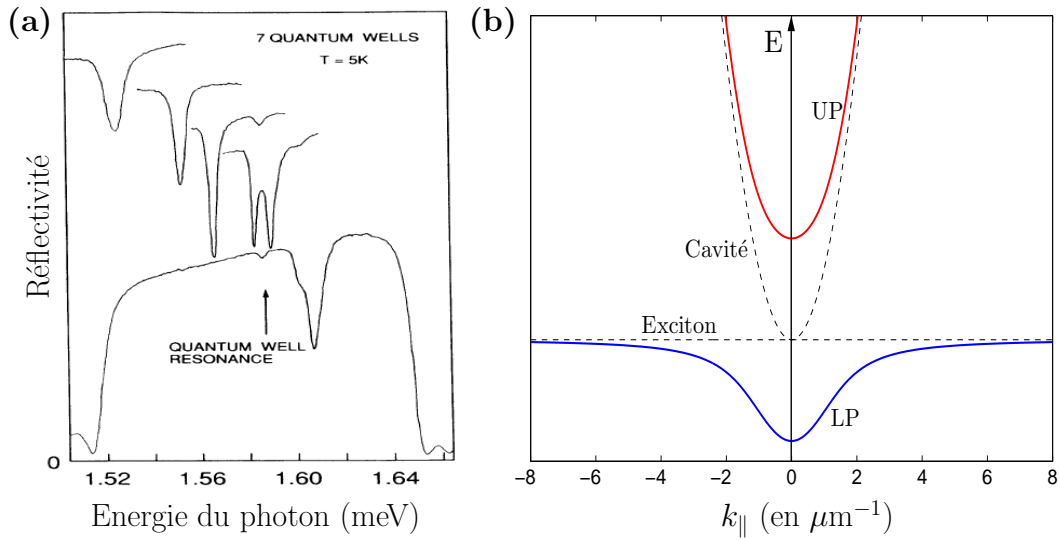 (a)
7 QUANTUM WELLS
T = 5K
Réflectivité
QUANTUM WELL
RESONANCE
0
1.52 1.56 1.60 1.64
Energie du photon (meV)
(b)
E
UP
Cavité
Exciton
LP
−8 −6 −4 −2 0 2 4 6 8
k∥ (en μm⁻¹)